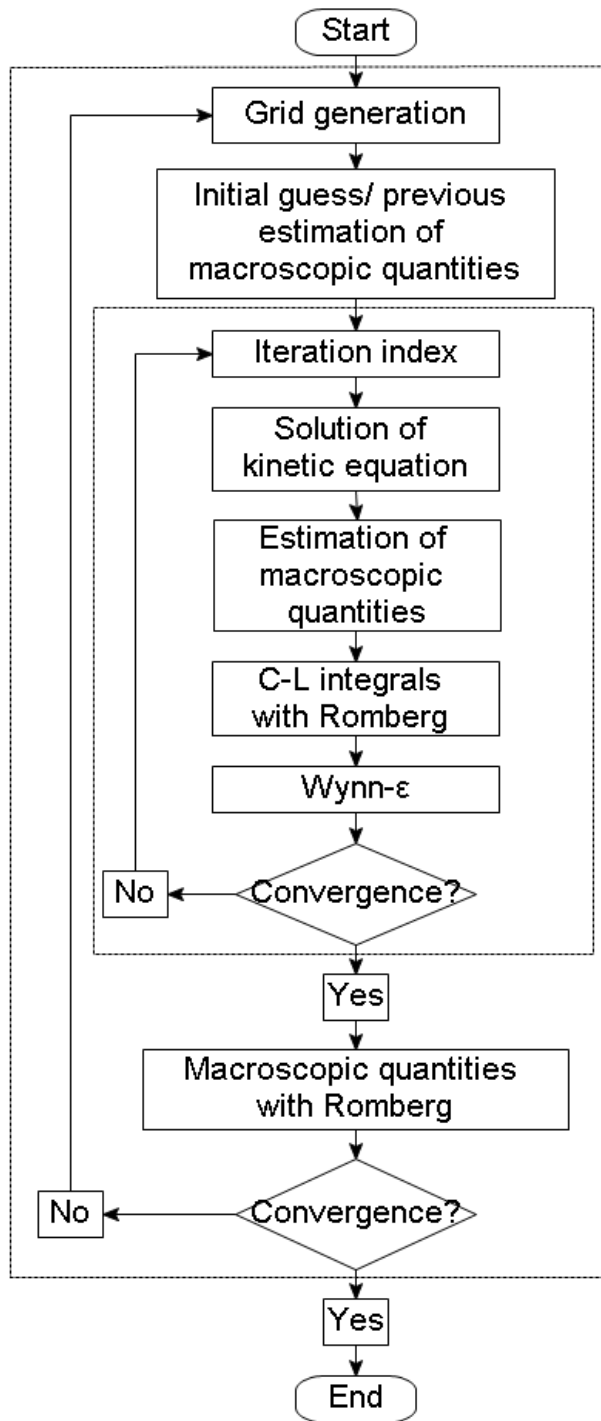 Start
Grid generation
Initial guess/ previous
estimation of
macroscopic quantities
Iteration index
Solution of
kinetic equation
Estimation of
macroscopic
quantities
C-L integrals
with Romberg
Wynn-ε
Convergence?
No
Yes
Macroscopic quantities
with Romberg
Convergence?
No
Yes
End